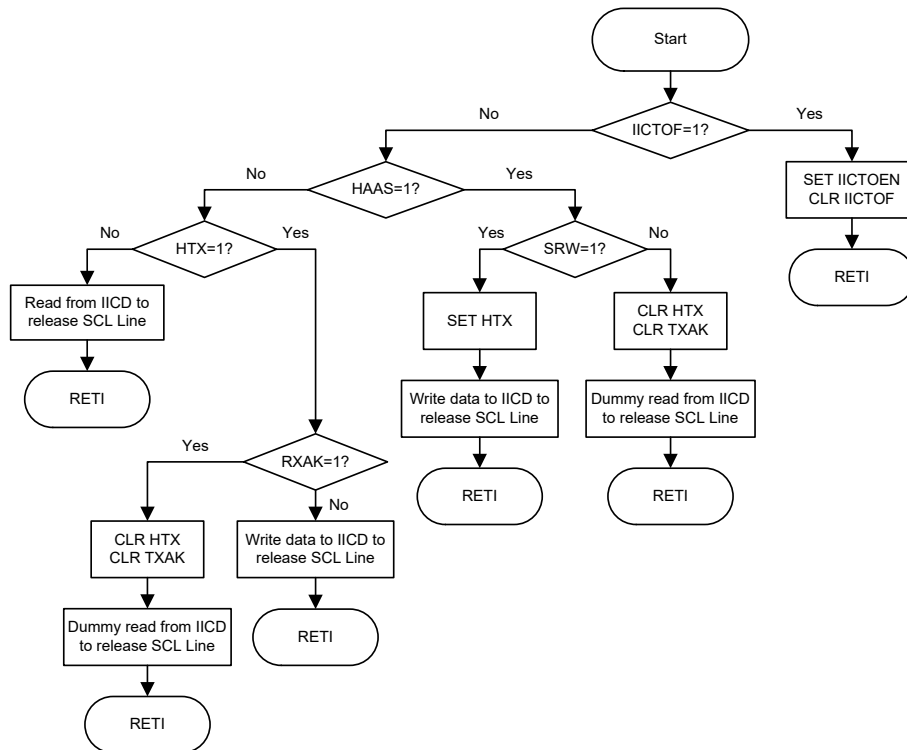 Start
No
IICTOF=1?
Yes
No
HAAS=1?
Yes
SET IICTOEN
CLR IICTOF
No
HTX=1?
Yes
Yes
SRW=1?
No
RETI
Read from IICD to
release SCL Line
SET HTX
CLR HTX
CLR TXAK
RETI
Write data to IICD to
release SCL Line
Dummy read from IICD
to release SCL Line
Yes
RXAK=1?
No
RETI
RETI
CLR HTX
CLR TXAK
Write data to IICD to
release SCL Line
Dummy read from IICD
to release SCL Line
RETI
RETI